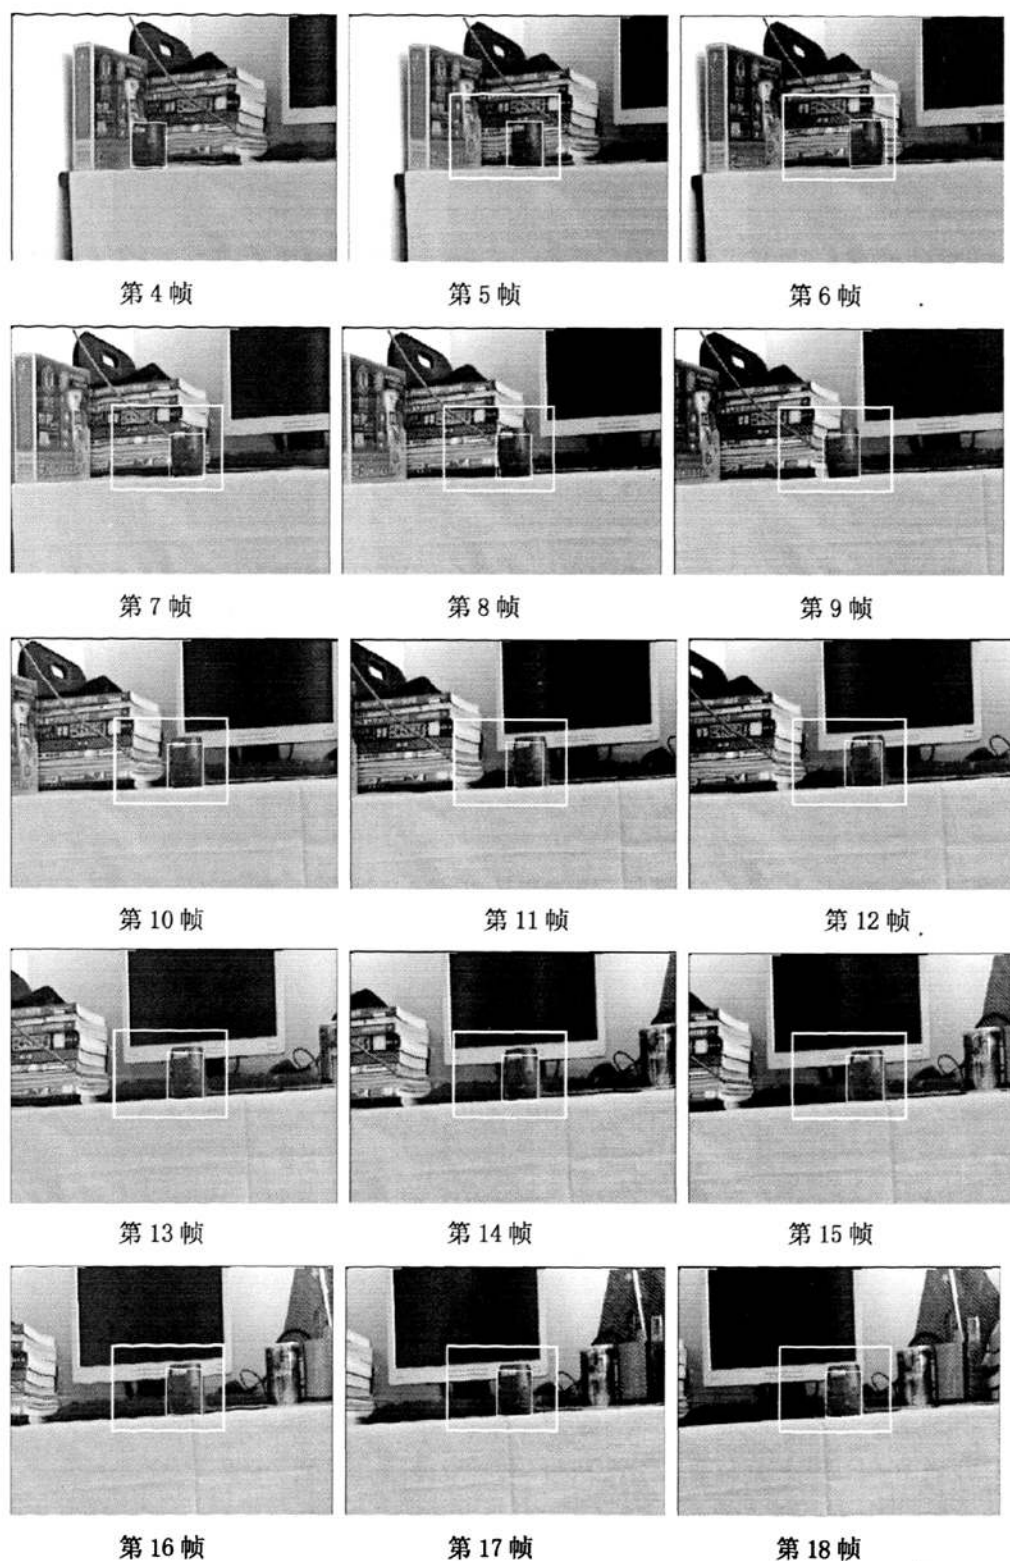 第 4 帧
第 5 帧
第 6 帧
第 7 帧
第 8 帧
第 9 帧
第 10 帧
第 11 帧
第 12 帧
第 13 帧
第 14 帧
第 15 帧
第 16 帧
第 17 帧
第 18 帧